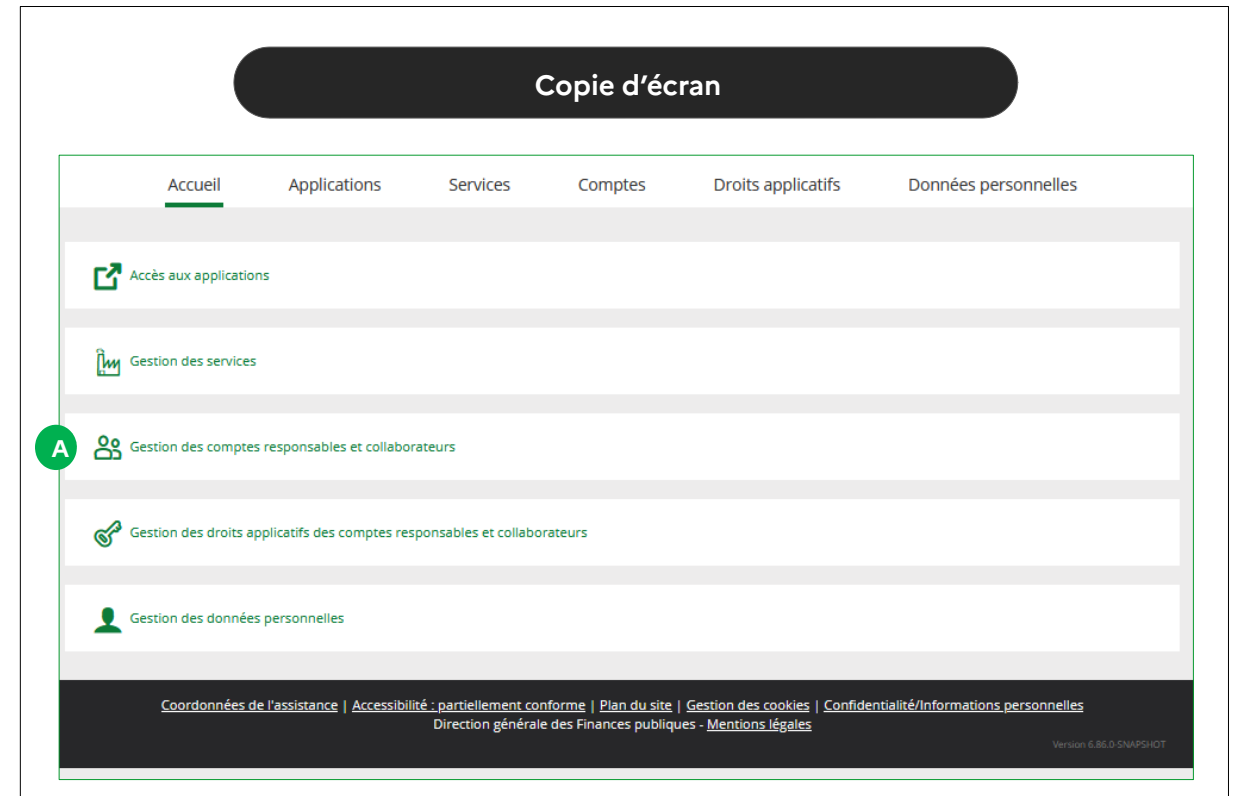 Copie d’écran
Accueil Applications Services Comptes Droits applicatifs Données personnelles
Accès aux applications
Gestion des services
A Gestion des comptes responsables et collaborateurs
Gestion des droits applicatifs des comptes responsables et collaborateurs
Gestion des données personnelles
Coordonnées de l'assistance | Accessibilité : partiellement conforme | Plan du site | Gestion des cookies | Confidentialité/Informations personnelles
Direction générale des Finances publiques - Mentions légales
Version 6.86.0-SNAPSHOT